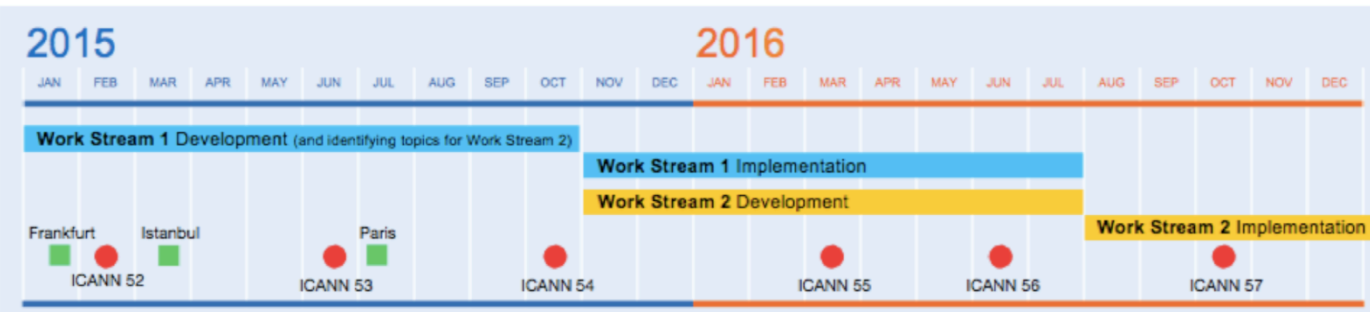 2015 2016
JAN FEB MAR APR MAY JUN JUL AUG SEP OCT NOV DEC JAN FEB MAR APR MAY JUN JUL AUG SEP OCT NOV DEC
Work Stream 1 Development (and identifying topics for Work Stream 2)
Work Stream 1 Implementation
Work Stream 2 Development
Work Stream 2 Implementation
Frankfurt Istanbul Paris
ICANN 52 ICANN 53 ICANN 54 ICANN 55 ICANN 56 ICANN 57